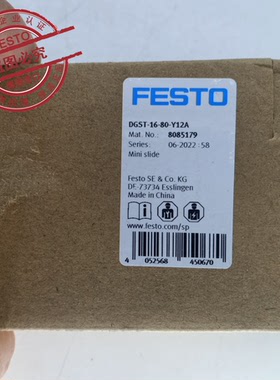 FESTO
DGST-16-80-Y12A
Mat. No.: 8085179
Series: 06-2022 58
Mini slide
Festo SE & Co. KG
DE-73734 Esslingen
Made in China
www.festo.com/sp
4 052568 450670